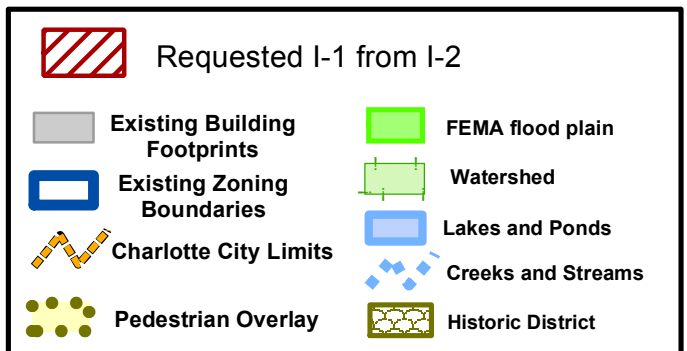 Requested I-1 from I-2
Existing Building
Footprints
Existing Zoning
Boundaries
Charlotte City Limits
Pedestrian Overlay
FEMA flood plain
Watershed
Lakes and Ponds
Creeks and Streams
Historic District